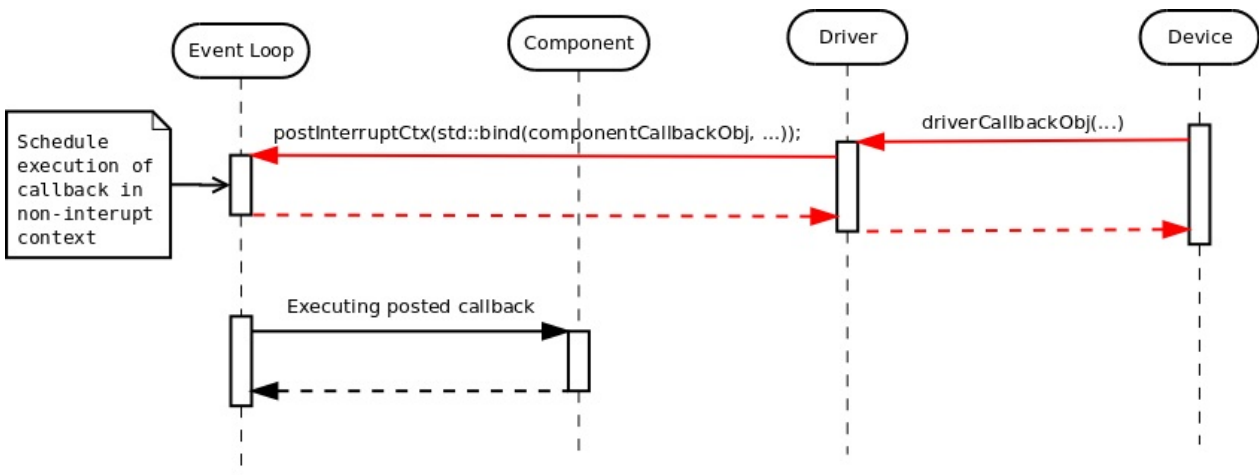 Event Loop
Component
Driver
Device
Schedule
execution of
callback in
non-interupt
context
postInterruptCtx(std::bind(componentCallbackObj, ...));
driverCallbackObj(...)
Executing posted callback